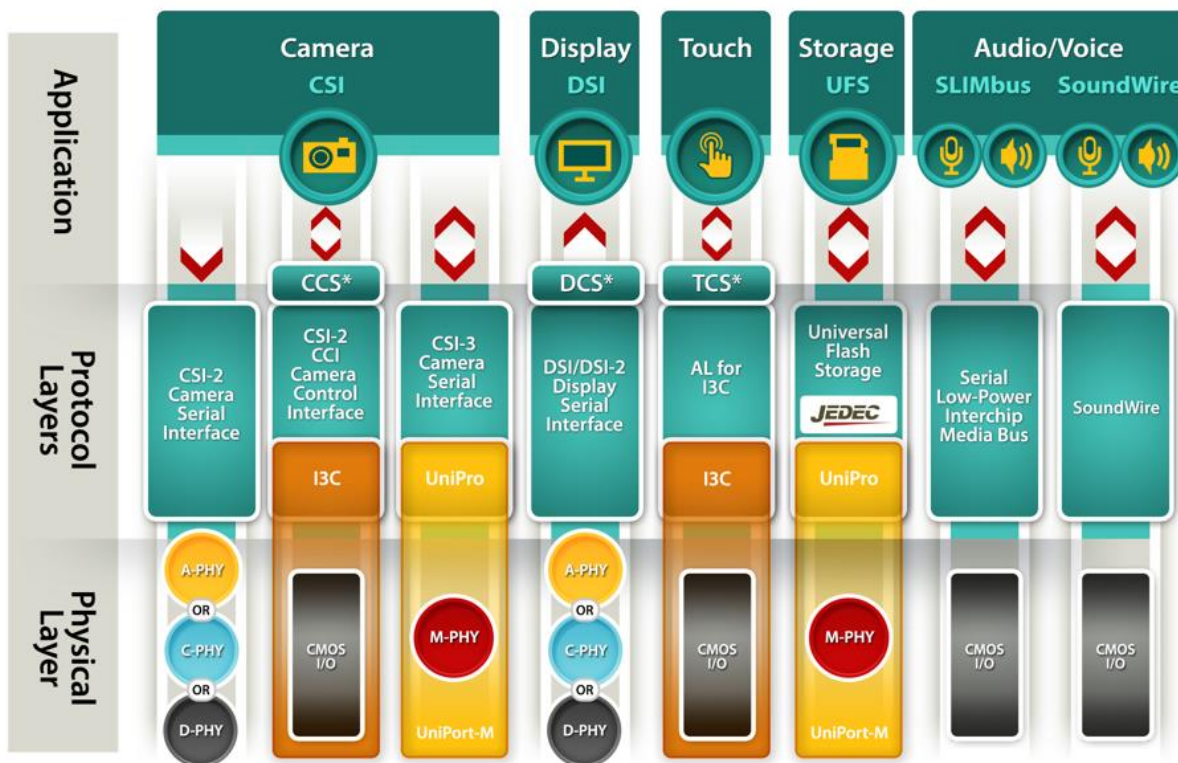 Camera
CSI
Display
DSI
Touch
Storage
UFS
Audio/Voice
SLIMbus
SoundWire
Application
CCS*
DCS*
TCS*
Protocol
Layers
CSI-2
Camera
Serial
Interface
CSI-2
CCI
Camera
Control
Interface
I3C
CSI-3
Camera
Serial
Interface
UniPro
DSI/DSI-2
Display
Serial
Interface
AL for
I3C
I3C
Universal
Flash
Storage
JEDEC
UniPro
Serial
Low-Power
Interchip
Media Bus
SoundWire
Physical
Layer
A-PHY
OR
C-PHY
OR
D-PHY
CMOS
I/O
M-PHY
UniPort-M
A-PHY
OR
C-PHY
OR
D-PHY
CMOS
I/O
M-PHY
UniPort-M
CMOS
I/O
CMOS
I/O